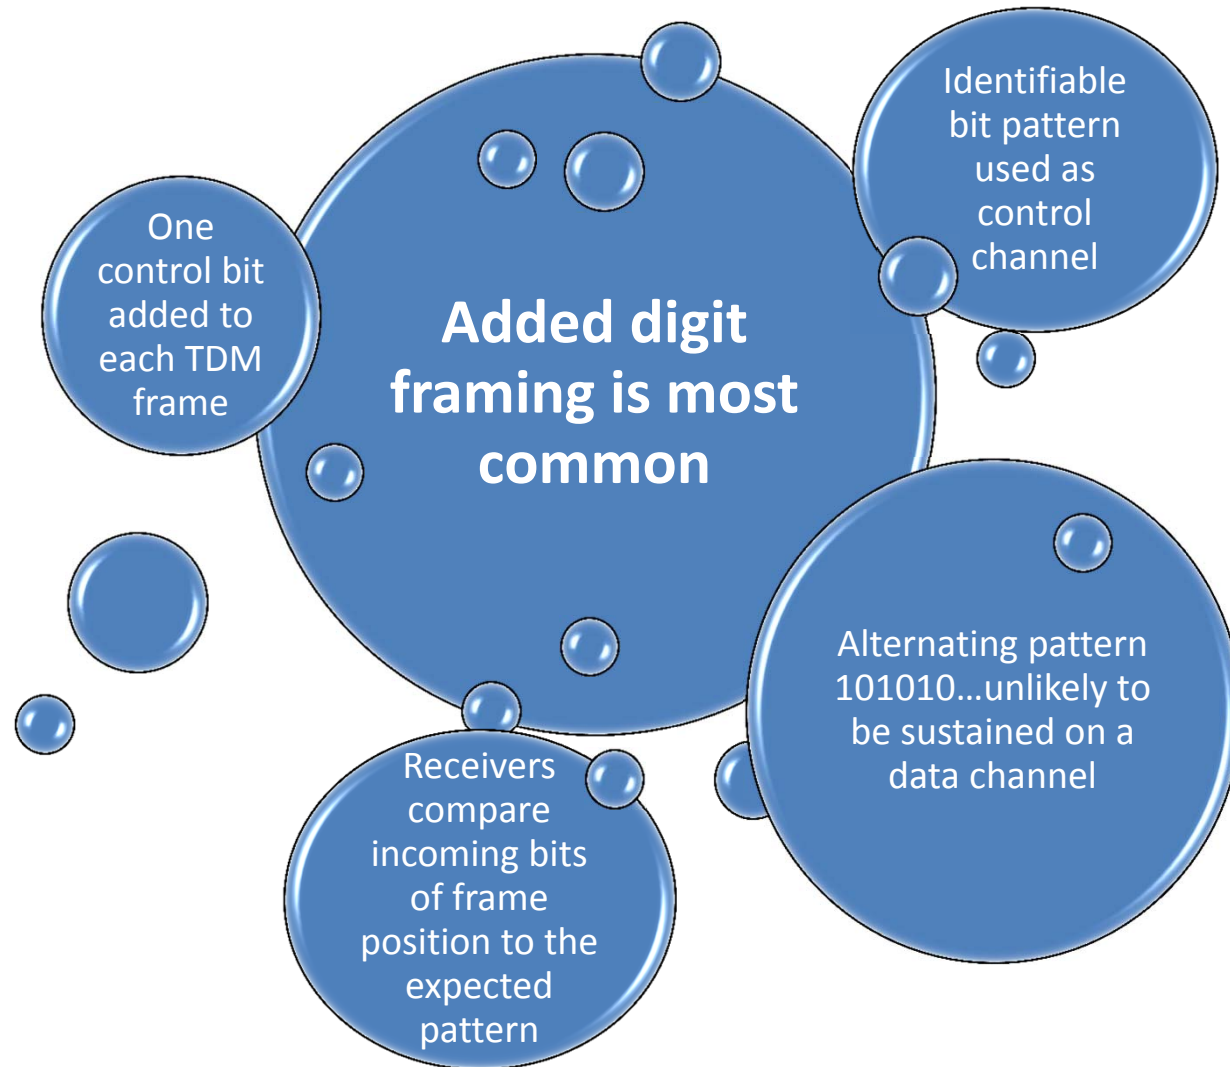 Added digit
framing is most
common
One
control bit
added to
each TDM
frame
Identifiable
bit pattern
used as
control
channel
Alternating pattern
101010…unlikely to
be sustained on a
data channel
Receivers
compare
incoming bits
of frame
position to the
expected
pattern